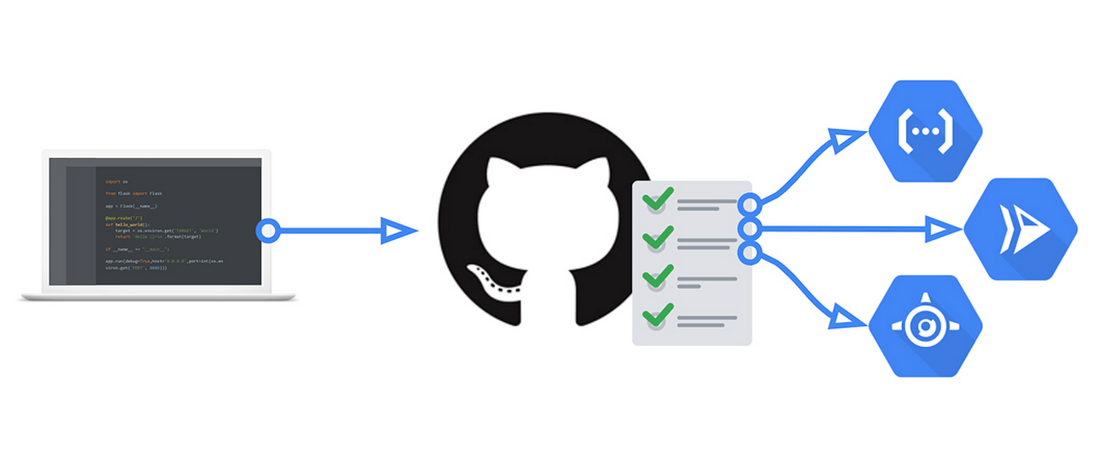 import os
from flask import Flask
app = Flask(__name__)
@app.route('/')
def hello_world():
target = os.environ.get('TARGET', 'World')
return 'Hello {}!\n'.format(target)
if __name__ == "__main__":
app.run(debug=True,host='0.0.0.0',port=int(os.en
viron.get('PORT', 8080)))